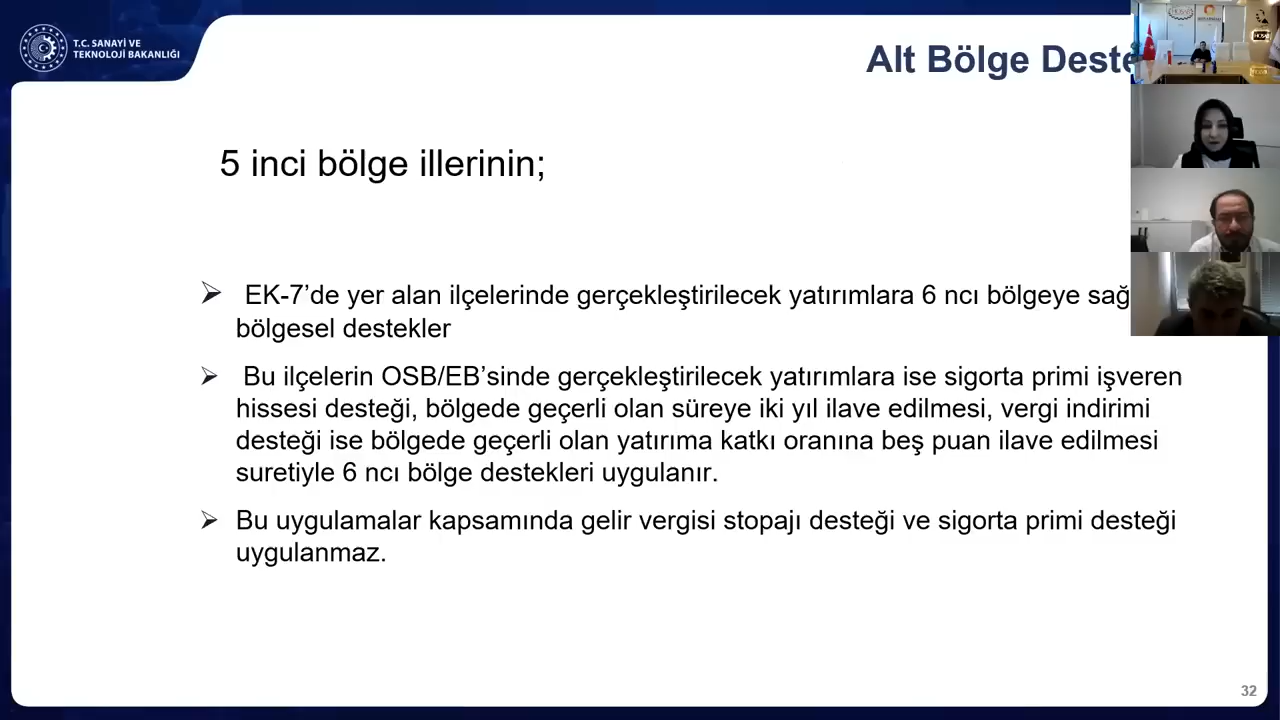 T.C. SANAYİ VE
TEKNOLOJİ BAKANLIĞI
Alt Bölge
5 inci bölge illerinin;
EK-7’de yer alan ilçelerinde gerçekleştirilecek yatırımlara 6 ncı bölgeye
bölgesel destekler
Bu ilçelerin OSB/EB’sinde gerçekleştirilecek yatırımlara ise sigorta primi işveren
hissesi desteği, bölgede geçerli olan süreye iki yıl ilave edilmesi, vergi indirimi
desteği ise bölgede geçerli olan yatırıma katkı oranına beş puan ilave edilmesi
suretiyle 6 ncı bölge destekleri uygulanır.
Bu uygulamalar kapsamında gelir vergisi stopajı desteği ve sigorta primi desteği
uygulanmaz.
32